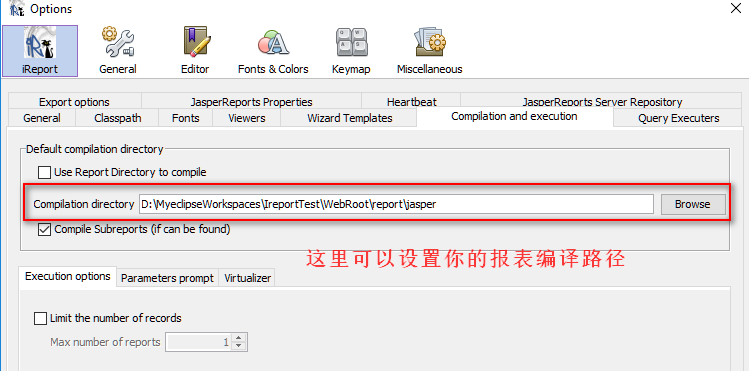 Options
iReport
General
Editor
Fonts & Colors
Keymap
Miscellaneous
Export options
JasperReports Properties
Heartbeat
JasperReports Server Repository
General
Classpath
Fonts
Viewers
Wizard Templates
Compilation and execution
Query Executers
Default compilation directory
Use Report Directory to compile
Compilation directory D:\MyeclipseWorkspaces\IreportTest\WebRoot\report\jasper Browse
Compile Subreports (if can be found)
这里可以设置你的报表编译路径
Execution options
Parameters prompt
Virtualizer
Limit the number of records
Max number of reports 1